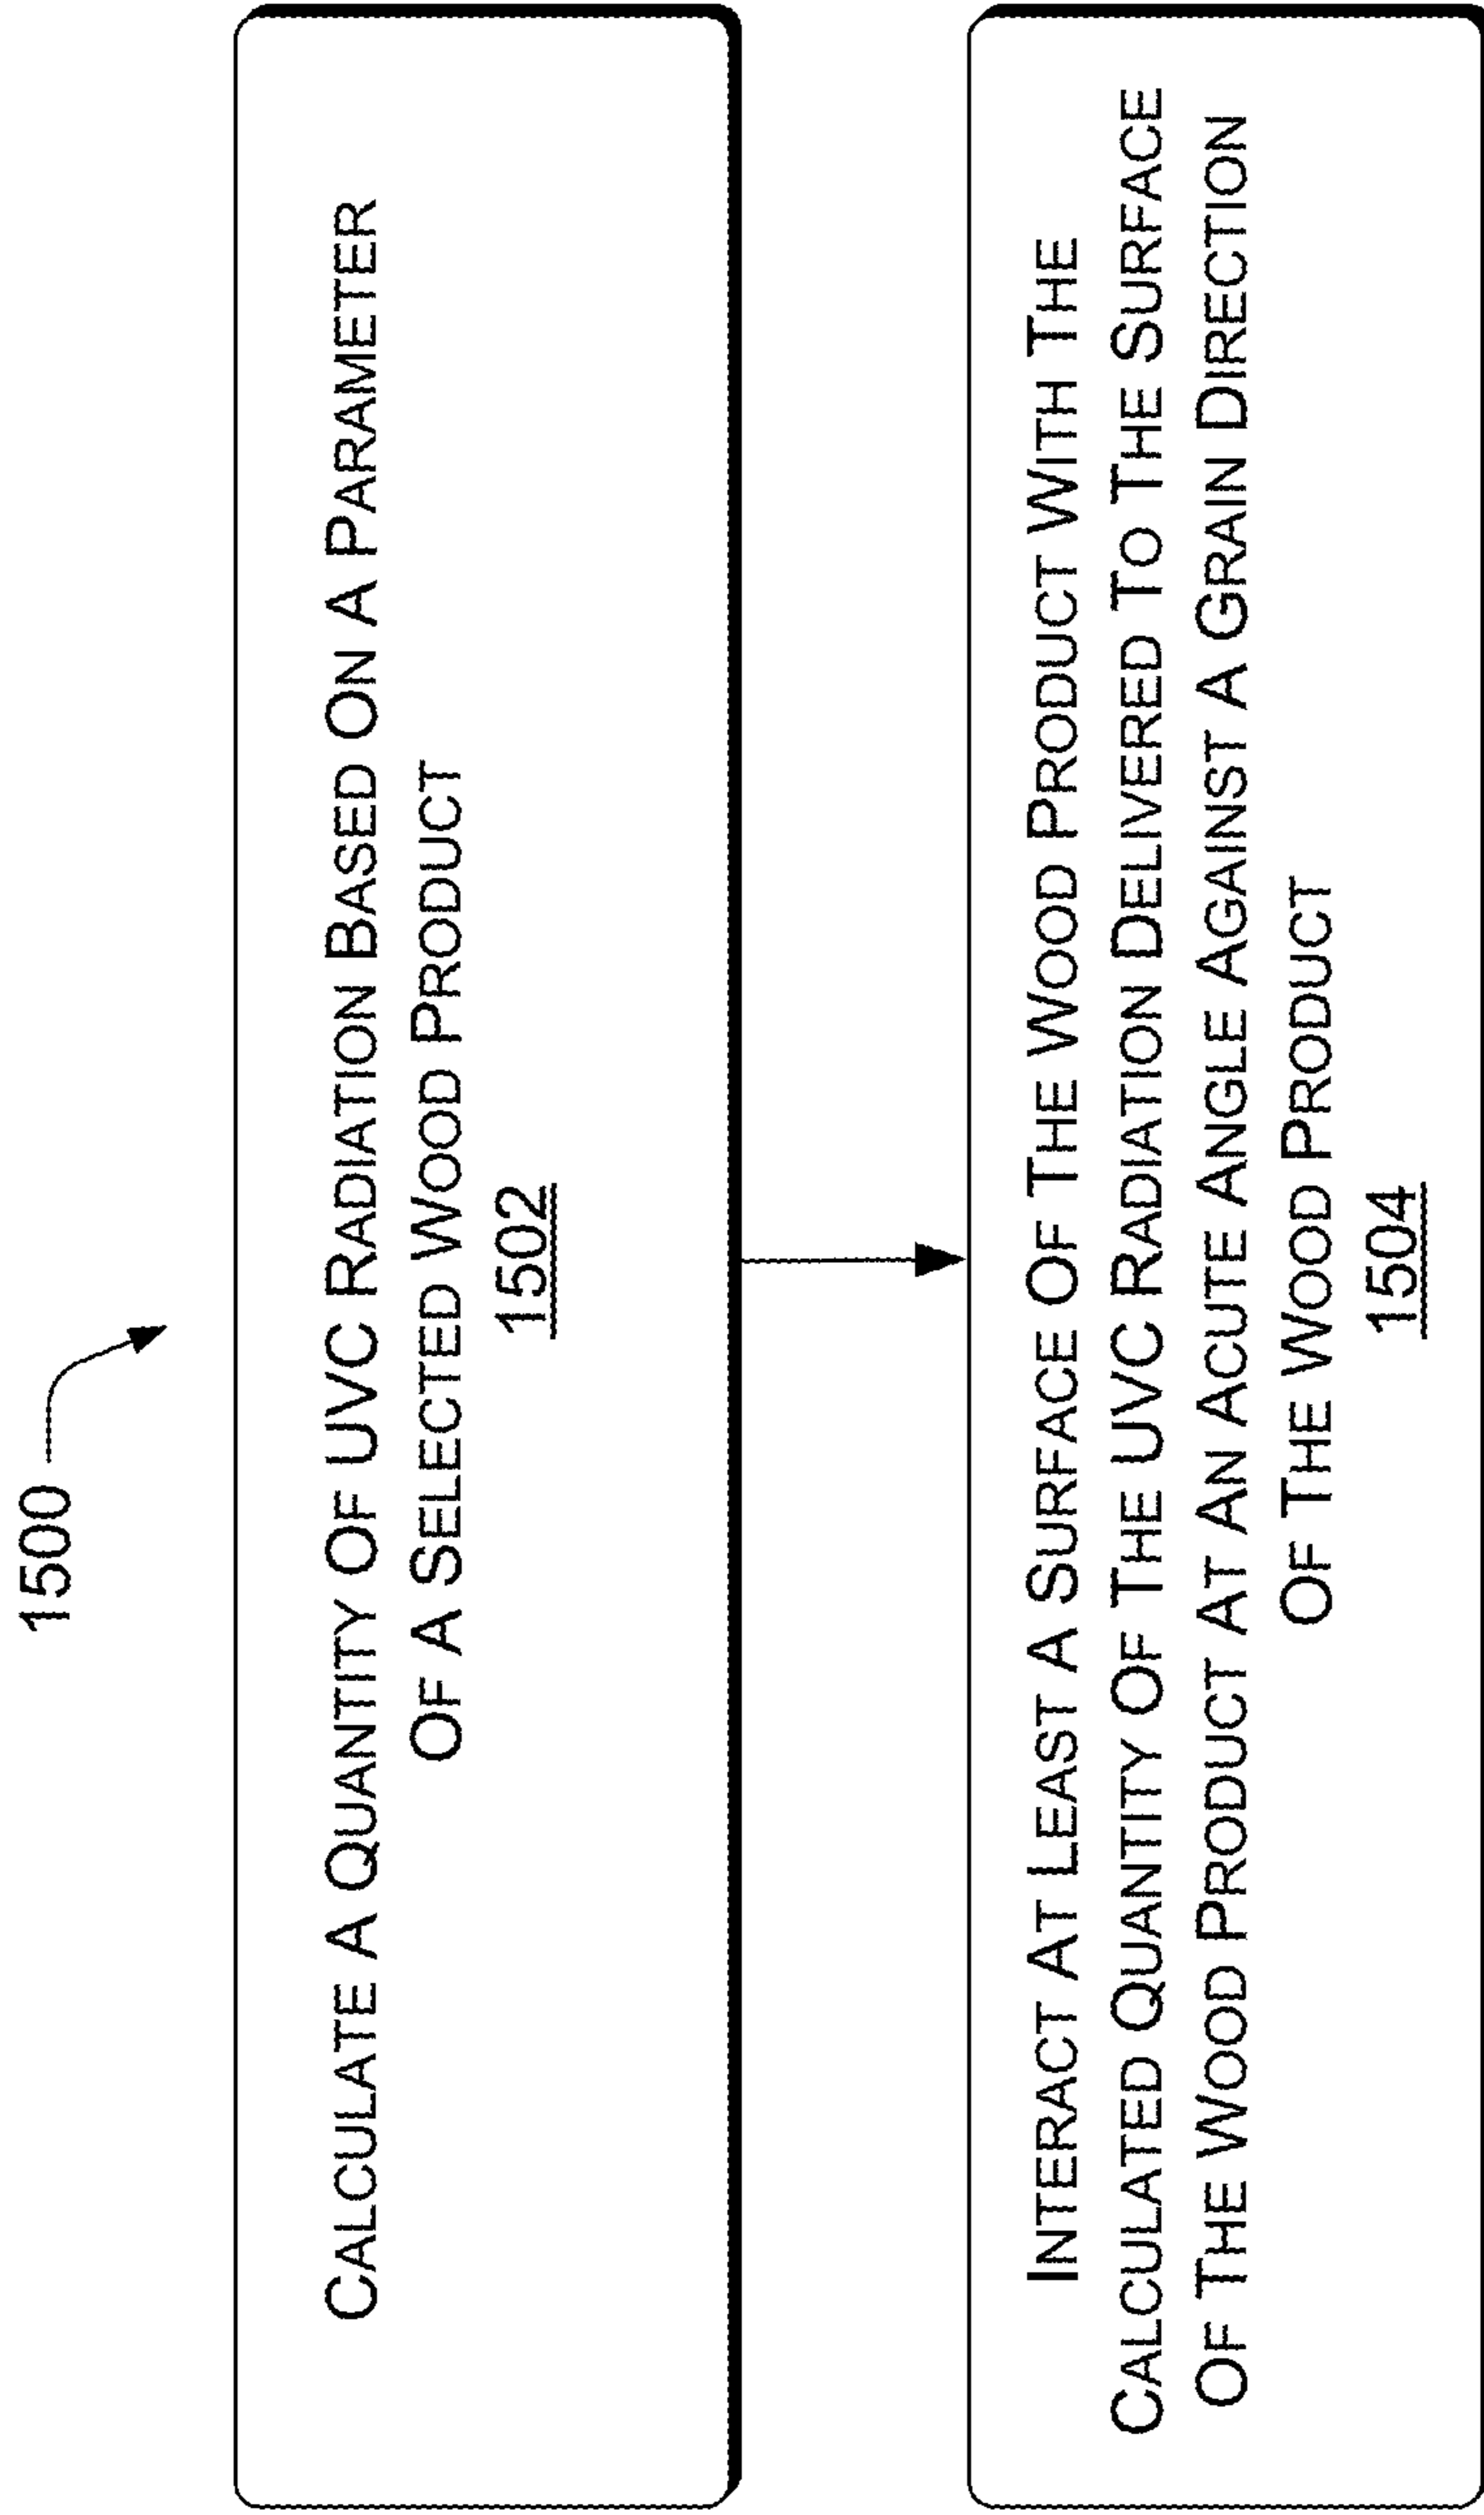 1500
CALCULATE A QUANTITY OF UVC RADIATION BASED ON A PARAMETER
OF A SELECTED WOOD PRODUCT
1502
INTERACT AT LEAST A SURFACE OF THE WOOD PRODUCT WITH THE
CALCULATED QUANTITY OF THE UVC RADIATION DELIVERED TO THE SURFACE
OF THE WOOD PRODUCT AT AN ACUTE ANGLE AGAINST A GRAIN DIRECTION
OF THE WOOD PRODUCT
1504